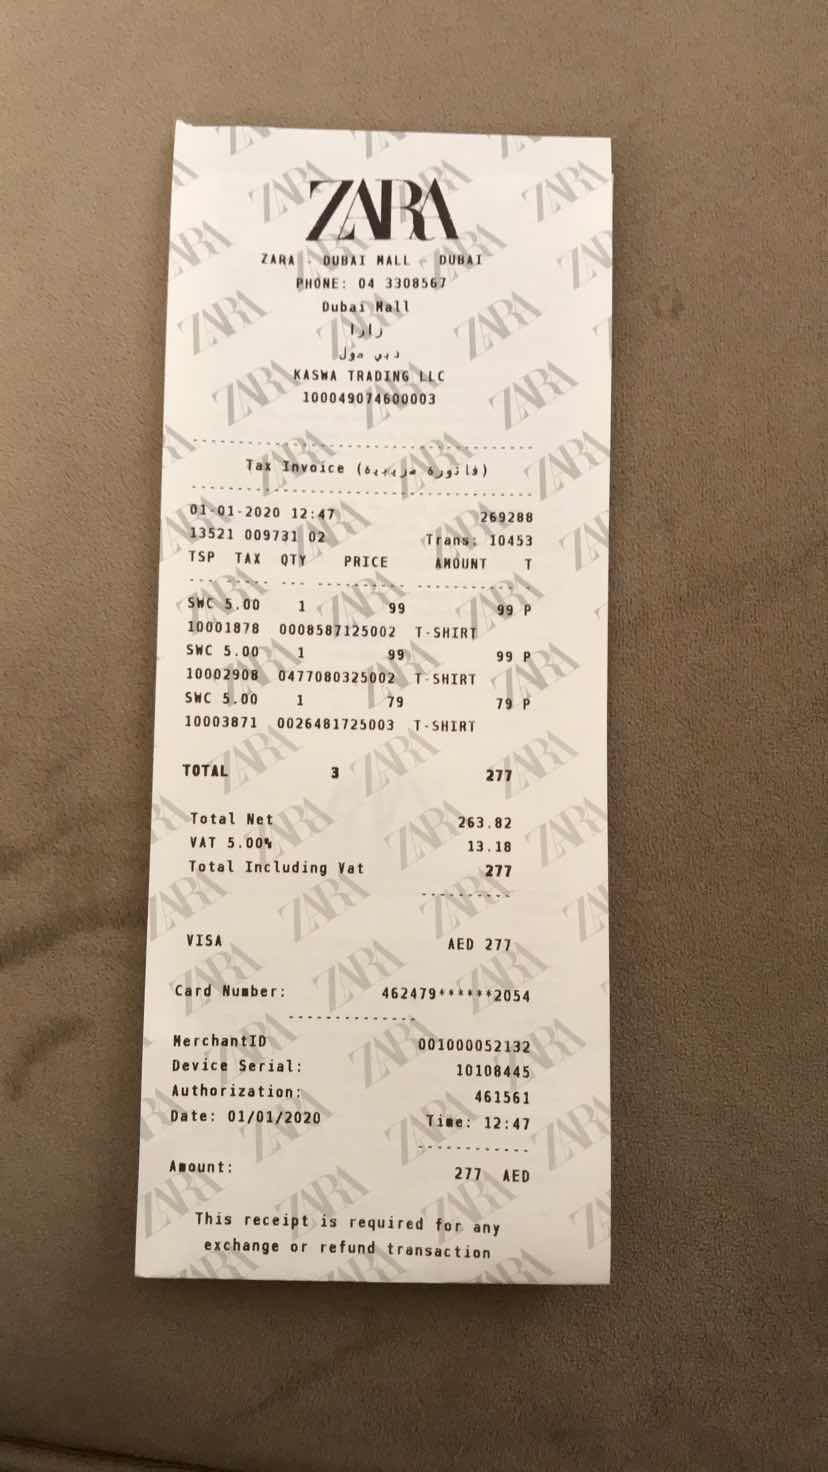 ZARA
ZARA - DUBAI MALL - DUBAI
PHONE: 04 3308567
Dubai Mall
زارا
دبي مول
KASWA TRADING LLC
100049074600003
Tax Invoice (فاتورة ضريبية)
01-01-2020 12:47 269288
13521 009731 02 Trans: 10453
TSP TAX QTY PRICE AMOUNT T
SWC 5.00 1 99 99 P
10001878 0008587125002 T-SHIRT
SWC 5.00 1 99 99 P
10002908 0477080325002 T-SHIRT
SWC 5.00 1 79 79 P
10003871 0026481725003 T-SHIRT
TOTAL 3 277
Total Net 263.82
VAT 5.00% 13.18
Total Including Vat 277
VISA AED 277
Card Number: 462479******2054
MerchantID 001000052132
Device Serial: 10108445
Authorization: 461561
Date: 01/01/2020 Time: 12:47
Amount: 277 AED
This receipt is required for any
exchange or refund transaction